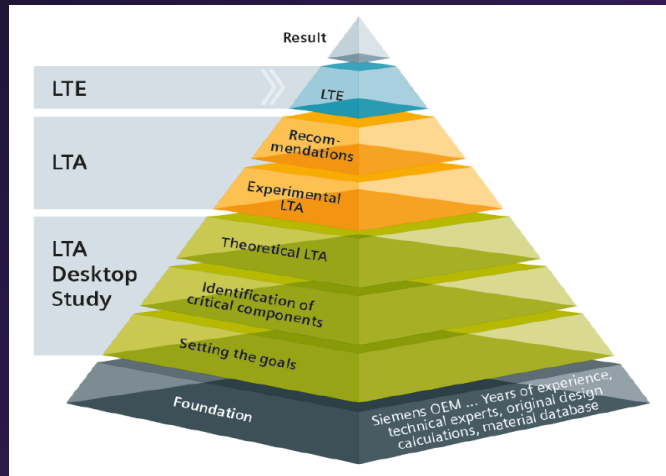 Result
LTE
LTE
LTA
Recom-
mendations
Experimental
LTA
LTA
Desktop
Study
Theoretical LTA
Identification of
critical components
Setting the goals
Foundation
Siemens OEM ... Years of experience,
technical experts, original design
calculations, material database